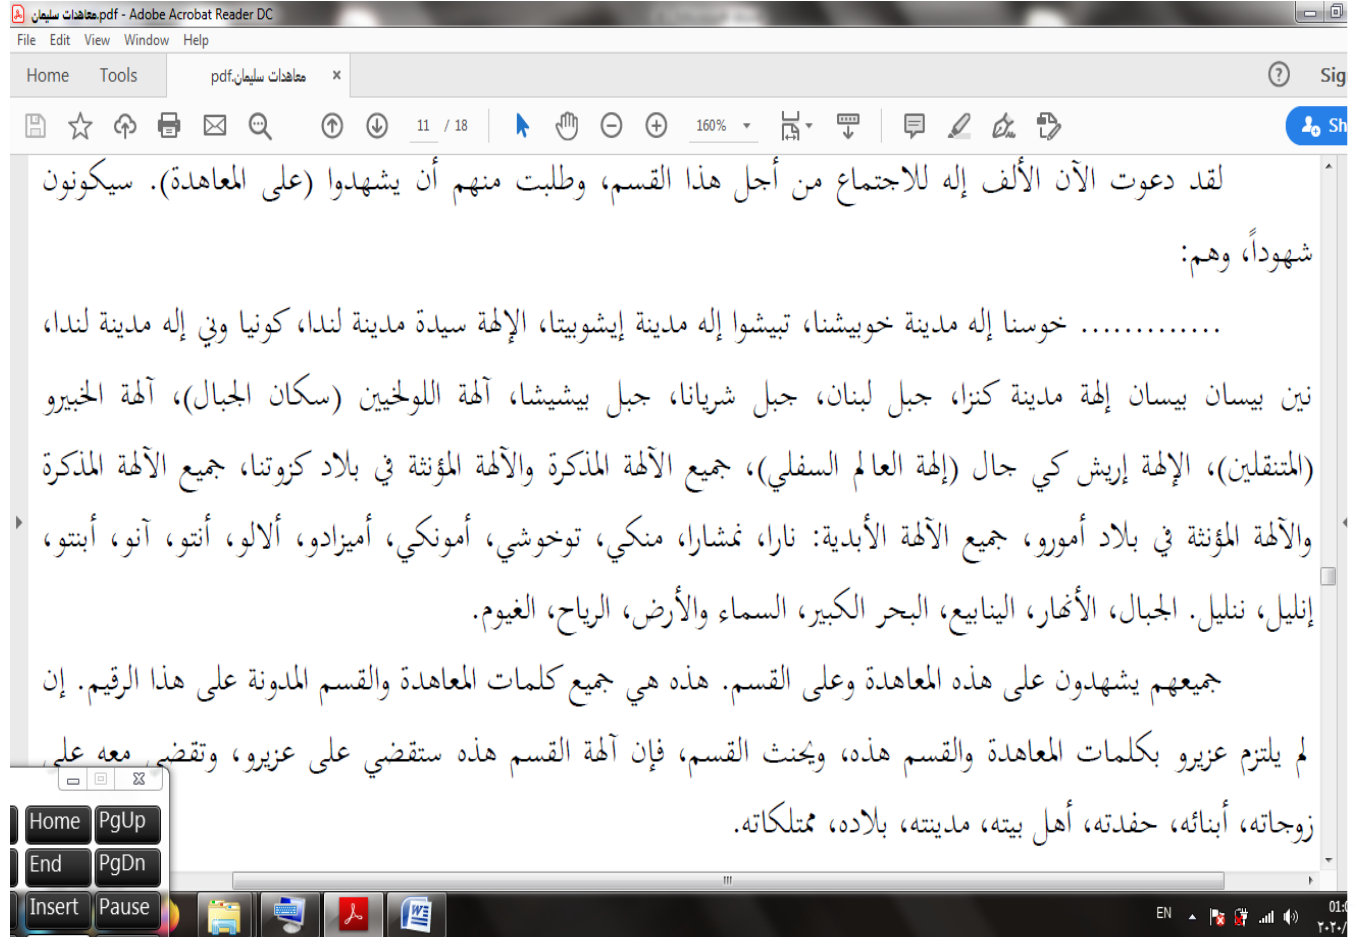 معاهدات سليمان.pdf - Adobe Acrobat Reader DC
File Edit View Window Help
Home Tools معاهدات سليمان.pdf × ? Sig
11 / 18 160% Sh
لقد دعوت الآن الألف إله للاجتماع من أجل هذا القسم، وطلبت منهم أن يشهدوا (على المعاهدة). سيكونون
شهوداً، وهم:
............. خوسنا إله مدينة خوبيشنا، تبيشوا إله مدينة إيشوبيتا، الإلهة سيدة مدينة لندا، كونيا وني إله مدينة لندا،
نين بيسان بيسان إلهة مدينة كنزا، جبل لبنان، جبل شريانا، جبل بيشيشا، آلهة اللولخيين (سكان الجبال)، آلهة الخبيرو
(المتنقلين)، الإلهة إريش كي جال (إلهة العالم السفلي)، جميع الآلهة المذكرة والآلهة المؤنثة في بلاد كزوتنا، جميع الآلهة المذكرة
والآلهة المؤنثة في بلاد أمورو، جميع الآلهة الأبدية: نارا، نمشارا، منكي، توخوشي، أمونكي، أميزادو، ألالو، أنتو، آنو، أبنتو،
إنليل، ننليل. الجبال، الأنهار، الينابيع، البحر الكبير، السماء والأرض، الرياح، الغيوم.
جميعهم يشهدون على هذه المعاهدة وعلى القسم. هذه هي جميع كلمات المعاهدة والقسم المدونة على هذا الرقيم. إن
لم يلتزم عزيرو بكلمات المعاهدة والقسم هذه، ويحنث القسم، فإن آلهة القسم هذه ستقضي على عزيرو، وتقضي معه على
زوجاته، أبنائه، حفدته، أهل بيته، مدينته، بلاده، ممتلكاته.
Home PgUp
End PgDn
Insert Pause
EN